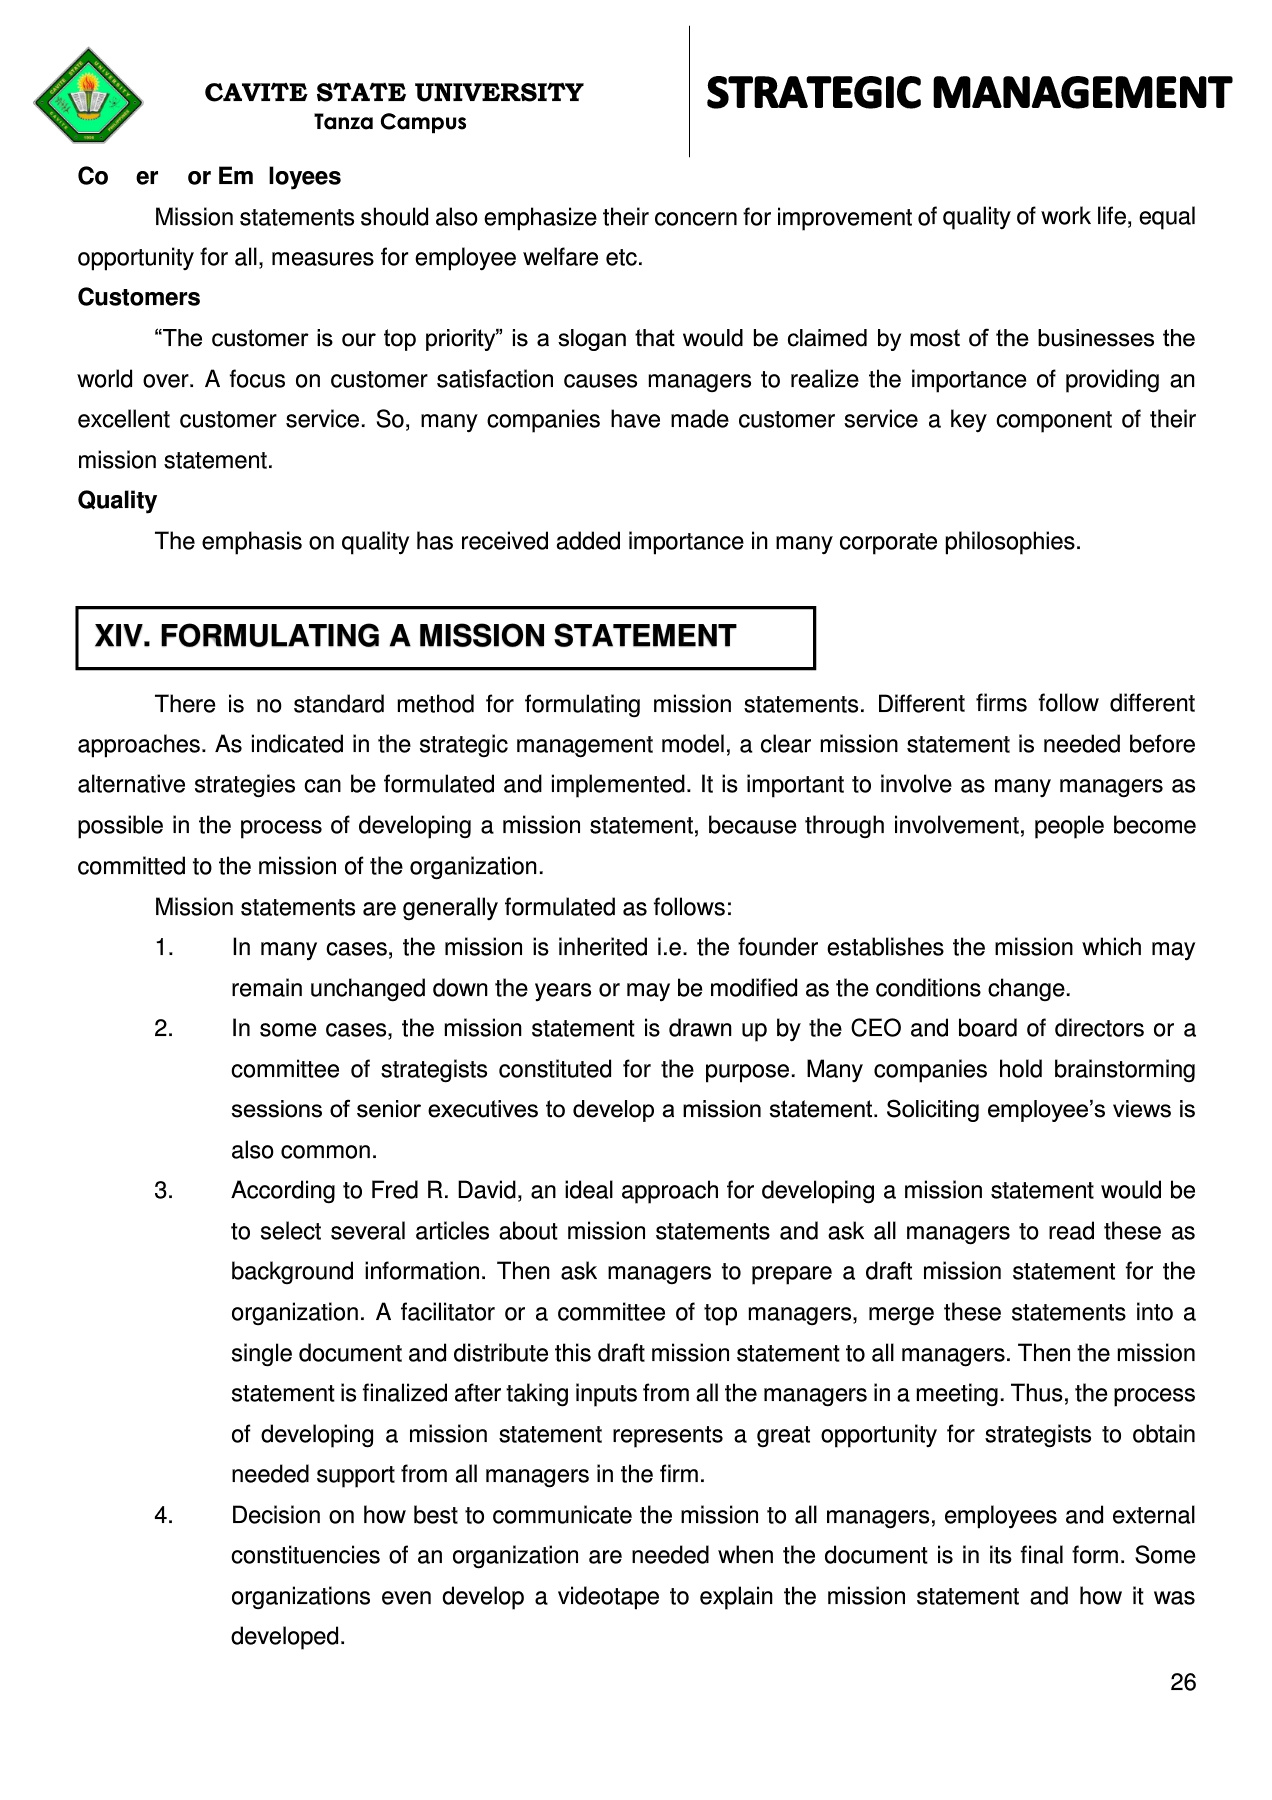 CAVITE STATE UNIVERSITY
Tanza Campus
STRATEGIC MANAGEMENT
Co er or Em loyees
Mission statements should also emphasize their concern for improvement of quality of work life, equal
opportunity for all, measures for employee welfare etc.
Customers
“The customer is our top priority” is a slogan that would be claimed by most of the businesses the
world over. A focus on customer satisfaction causes managers to realize the importance of providing an
excellent customer service. So, many companies have made customer service a key component of their
mission statement.
Quality
The emphasis on quality has received added importance in many corporate philosophies.
XIV. FORMULATING A MISSION STATEMENT
There is no standard method for formulating mission statements. Different firms follow different
approaches. As indicated in the strategic management model, a clear mission statement is needed before
alternative strategies can be formulated and implemented. It is important to involve as many managers as
possible in the process of developing a mission statement, because through involvement, people become
committed to the mission of the organization.
Mission statements are generally formulated as follows:
1. In many cases, the mission is inherited i.e. the founder establishes the mission which may
remain unchanged down the years or may be modified as the conditions change.
2. In some cases, the mission statement is drawn up by the CEO and board of directors or a
committee of strategists constituted for the purpose. Many companies hold brainstorming
sessions of senior executives to develop a mission statement. Soliciting employee’s views is
also common.
3. According to Fred R. David, an ideal approach for developing a mission statement would be
to select several articles about mission statements and ask all managers to read these as
background information. Then ask managers to prepare a draft mission statement for the
organization. A facilitator or a committee of top managers, merge these statements into a
single document and distribute this draft mission statement to all managers. Then the mission
statement is finalized after taking inputs from all the managers in a meeting. Thus, the process
of developing a mission statement represents a great opportunity for strategists to obtain
needed support from all managers in the firm.
4. Decision on how best to communicate the mission to all managers, employees and external
constituencies of an organization are needed when the document is in its final form. Some
organizations even develop a videotape to explain the mission statement and how it was
developed.
26